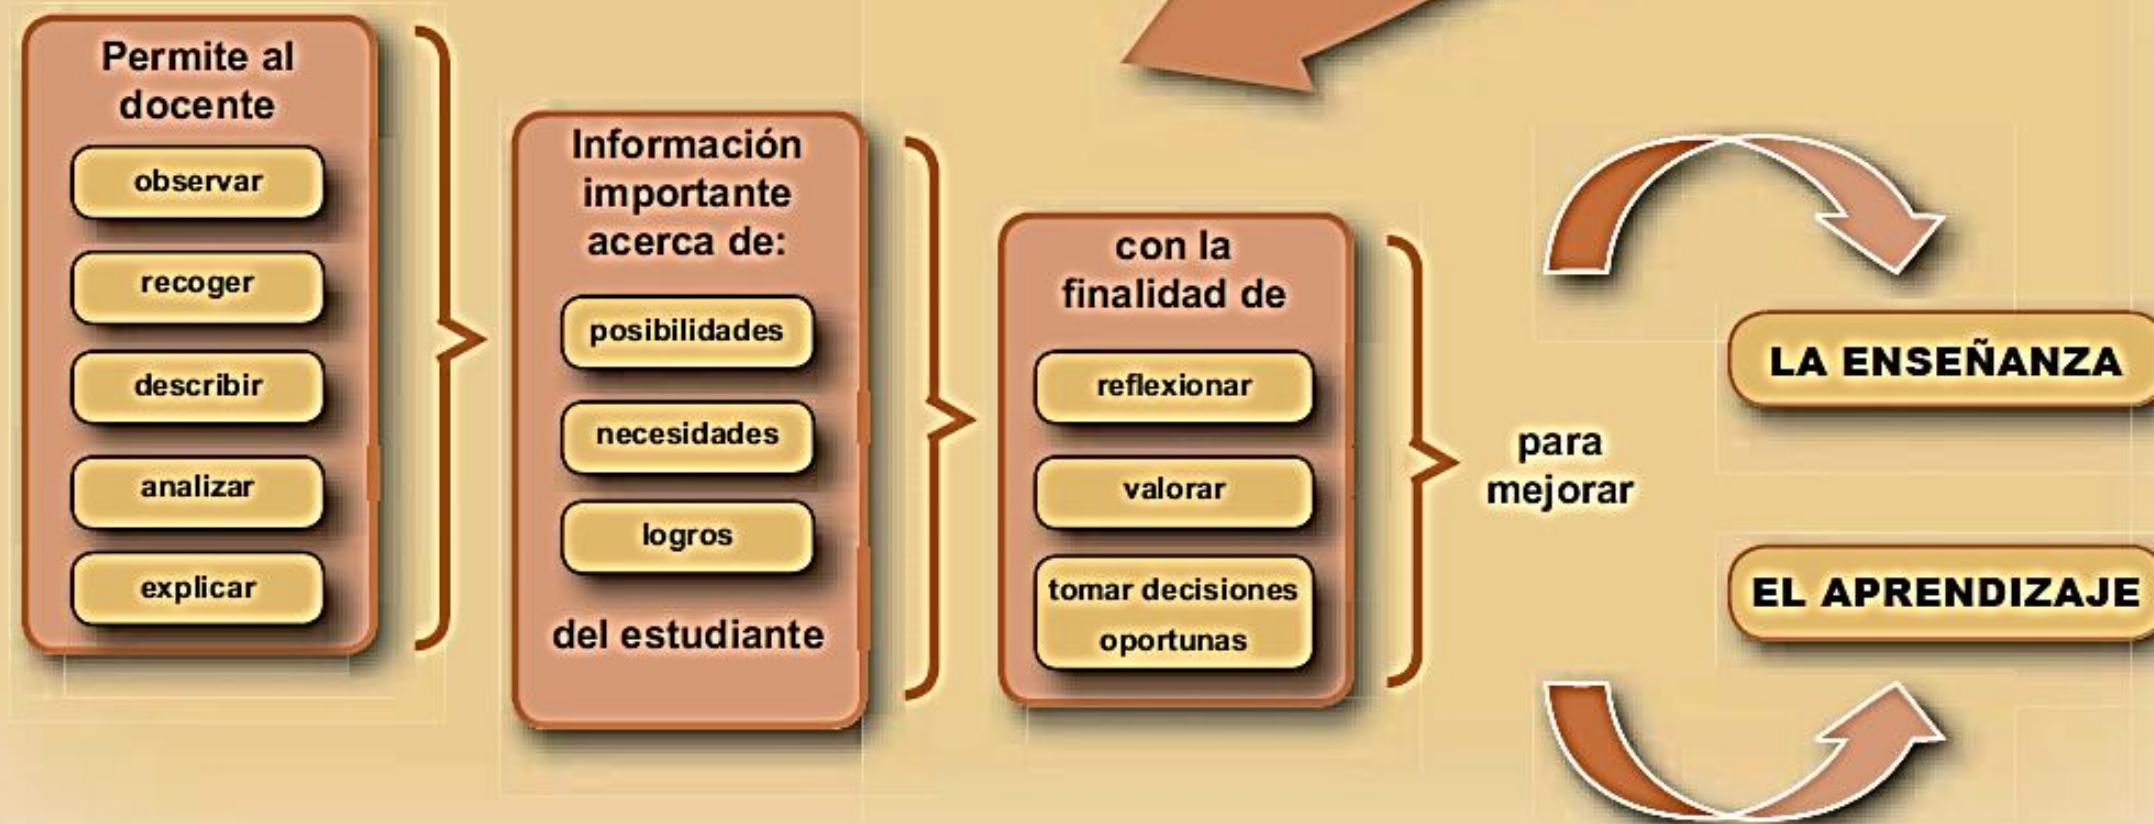 Permite al
docente
observar
recoger
describir
analizar
explicar
Información
importante
acerca de:
posibilidades
necesidades
logros
del estudiante
con la
finalidad de
reflexionar
valorar
tomar decisiones
oportunas
para
mejorar
LA ENSEÑANZA
EL APRENDIZAJE